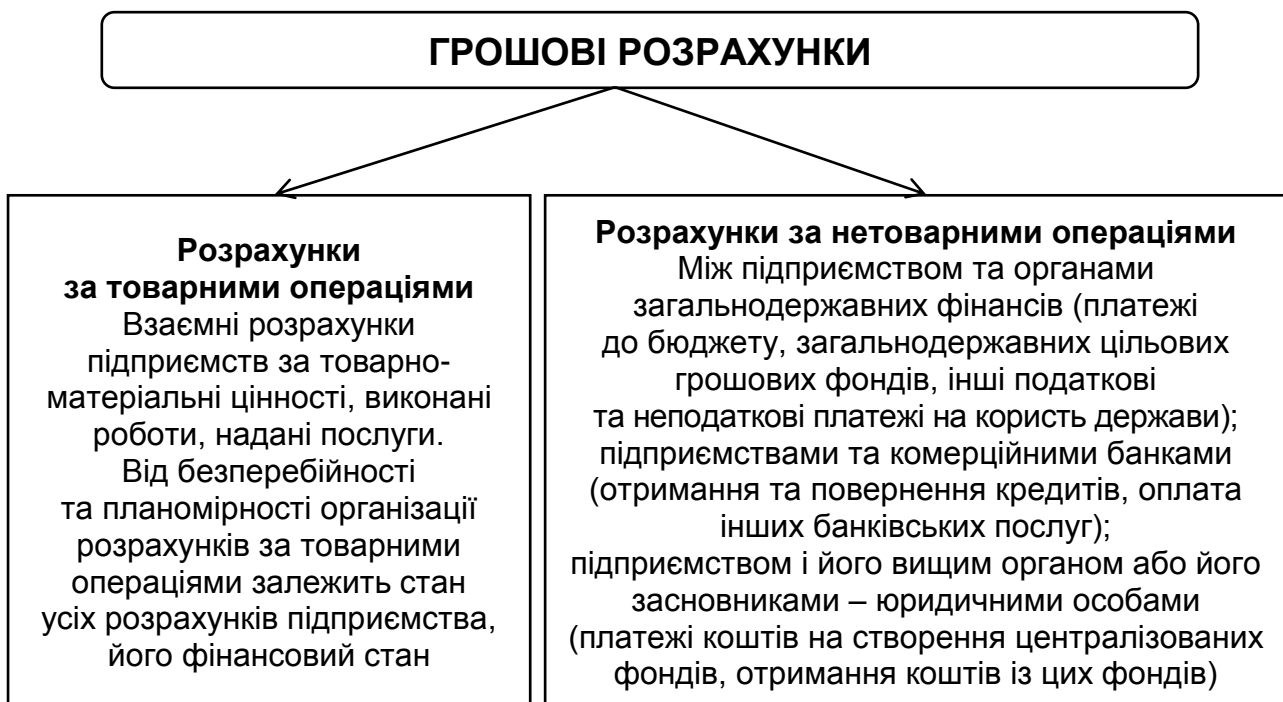 ГРОШОВІ РОЗРАХУНКИ
Розрахунки
за товарними операціями
Взаємні розрахунки
підприємств за товарно-
матеріальні цінності, виконані
роботи, надані послуги.
Від безперебійності
та планомірності організації
розрахунків за товарними
операціями залежить стан
усіх розрахунків підприємства,
його фінансовий стан
Розрахунки за нетоварними операціями
Між підприємством та органами
загальнодержавних фінансів (платежі
до бюджету, загальнодержавних цільових
грошових фондів, інші податкові
та неподаткові платежі на користь держави);
підприємствами та комерційними банками
(отримання та повернення кредитів, оплата
інших банківських послуг);
підприємством і його вищим органом або його
засновниками – юридичними особами
(платежі коштів на створення централізованих
фондів, отримання коштів із цих фондів)